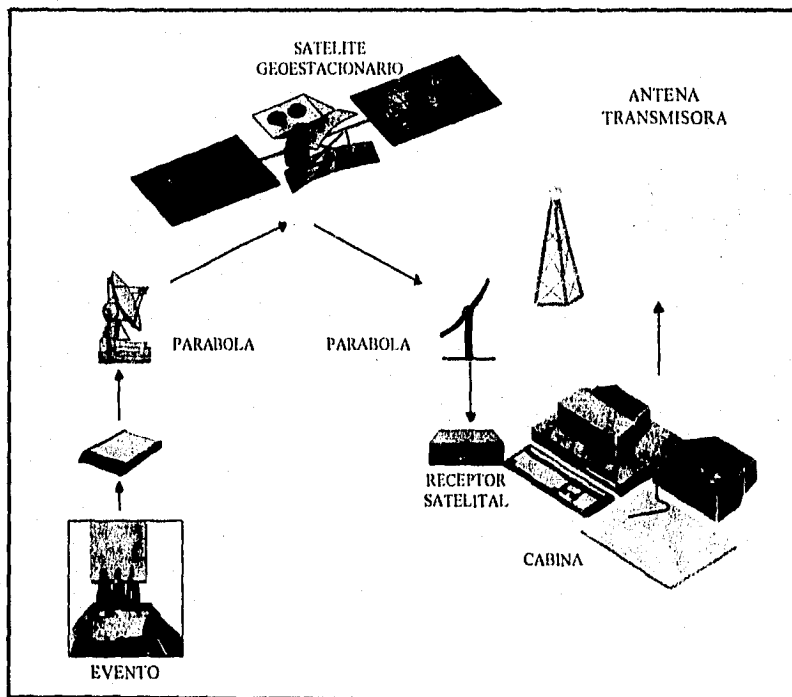 SATELITE
GEOESTACIONARIO
ANTENA
TRANSMISORA
PARABOLA
PARABOLA
RECEPTOR
SATELITAL
CABINA
EVENTO